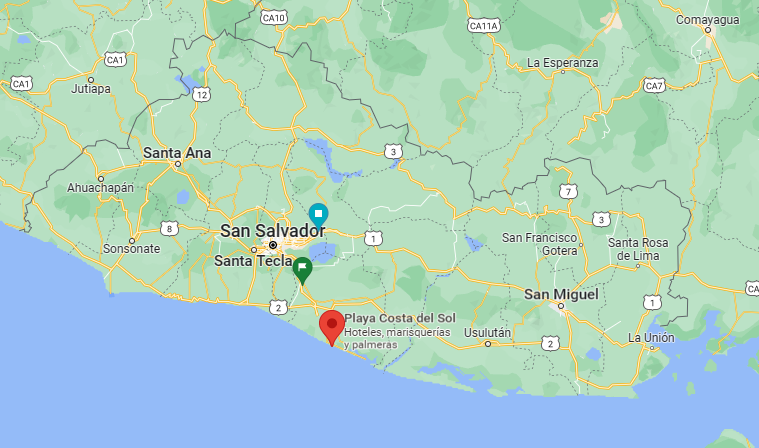 CA10
CA11A
Comayagua
CA1
La Esperanza
CA1
Jutiapa
CA7
12
Santa Ana
3
Ahuachapán
7
3
San Salvador
8
1
San Francisco
Gotera
Santa Rosa
de Lima
Sonsonate
Santa Tecla
CA
San Miguel
1
2
Playa Costa del Sol
Hoteles, marisquerías
y palmeras
Usulután
2
La Unión